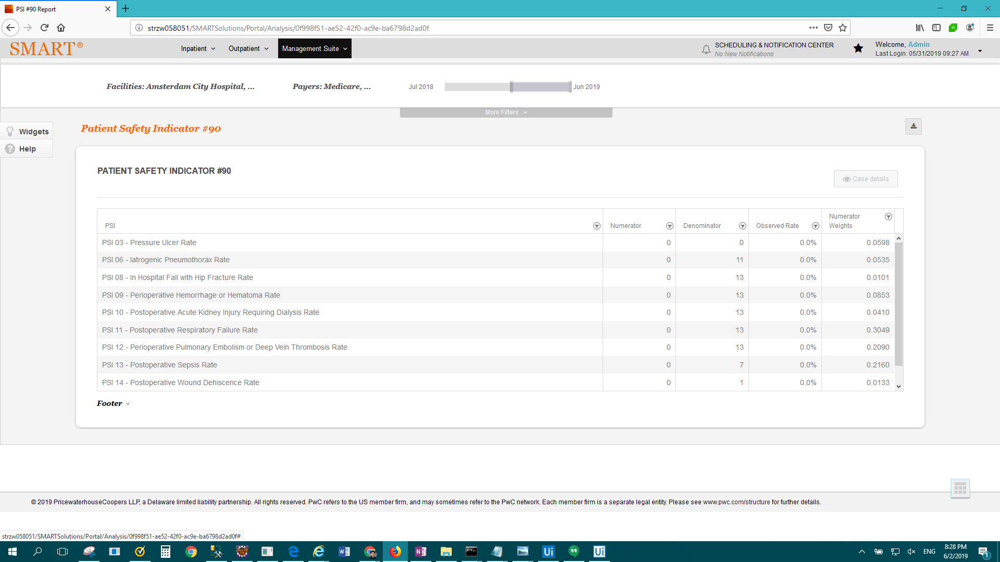 PSI #90 Report
strzw058051/SMARTSolutions/Portal/Analysis/0f998f51-ae52-42f0-ac9e-ba6798d2ad0f
SMART®
Inpatient
Outpatient
Management Suite
SCHEDULING & NOTIFICATION CENTER
No New Notifications
Welcome, Admin
Last Login: 05/31/2019 09:27 AM
Facilities: Amsterdam City Hospital, ...
Payers: Medicare, ...
Jul 2018
Jun 2019
More Filters
Widgets
Help
Patient Safety Indicator #90
PATIENT SAFETY INDICATOR #90
Case details
PSI Numerator Denominator Observed Rate Numerator Weights
PSI 03 - Pressure Ulcer Rate 0 0 0.0% 0.0598
PSI 06 - Iatrogenic Pneumothorax Rate 0 11 0.0% 0.0535
PSI 08 - In Hospital Fall with Hip Fracture Rate 0 13 0.0% 0.0101
PSI 09 - Perioperative Hemorrhage or Hematoma Rate 0 13 0.0% 0.0853
PSI 10 - Postoperative Acute Kidney Injury Requiring Dialysis Rate 0 13 0.0% 0.0410
PSI 11 - Postoperative Respiratory Failure Rate 0 13 0.0% 0.3049
PSI 12 - Perioperative Pulmonary Embolism or Deep Vein Thrombosis Rate 0 13 0.0% 0.2090
PSI 13 - Postoperative Sepsis Rate 0 7 0.0% 0.2160
PSI 14 - Postoperative Wound Dehiscence Rate 0 1 0.0% 0.0133
Footer
© 2019 PricewaterhouseCoopers LLP, a Delaware limited liability partnership. All rights reserved. PwC refers to the US member firm, and may sometimes refer to the PwC network. Each member firm is a separate legal entity. Please see www.pwc.com/structure for further details.
strzw058051/SMARTSolutions/Portal/Analysis/0f998f51-ae52-42f0-ac9e-ba6798d2ad0f#
Ui
Ui
ENG
8:28 PM
6/2/2019
1